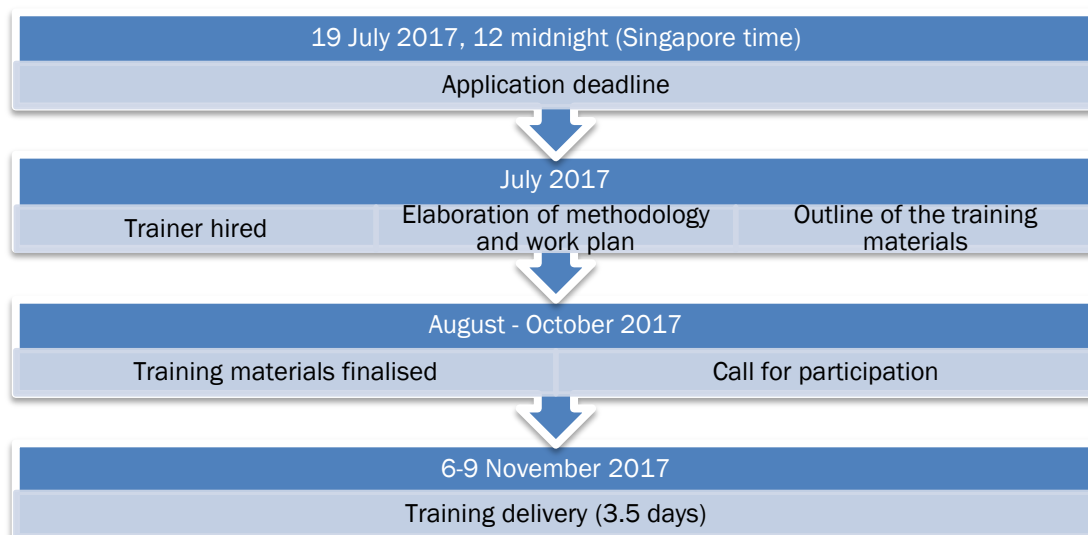 19 July 2017, 12 midnight (Singapore time)
Application deadline
July 2017
Trainer hired
Elaboration of methodology
and work plan
Outline of the training
materials
August - October 2017
Training materials finalised
Call for participation
6-9 November 2017
Training delivery (3.5 days)